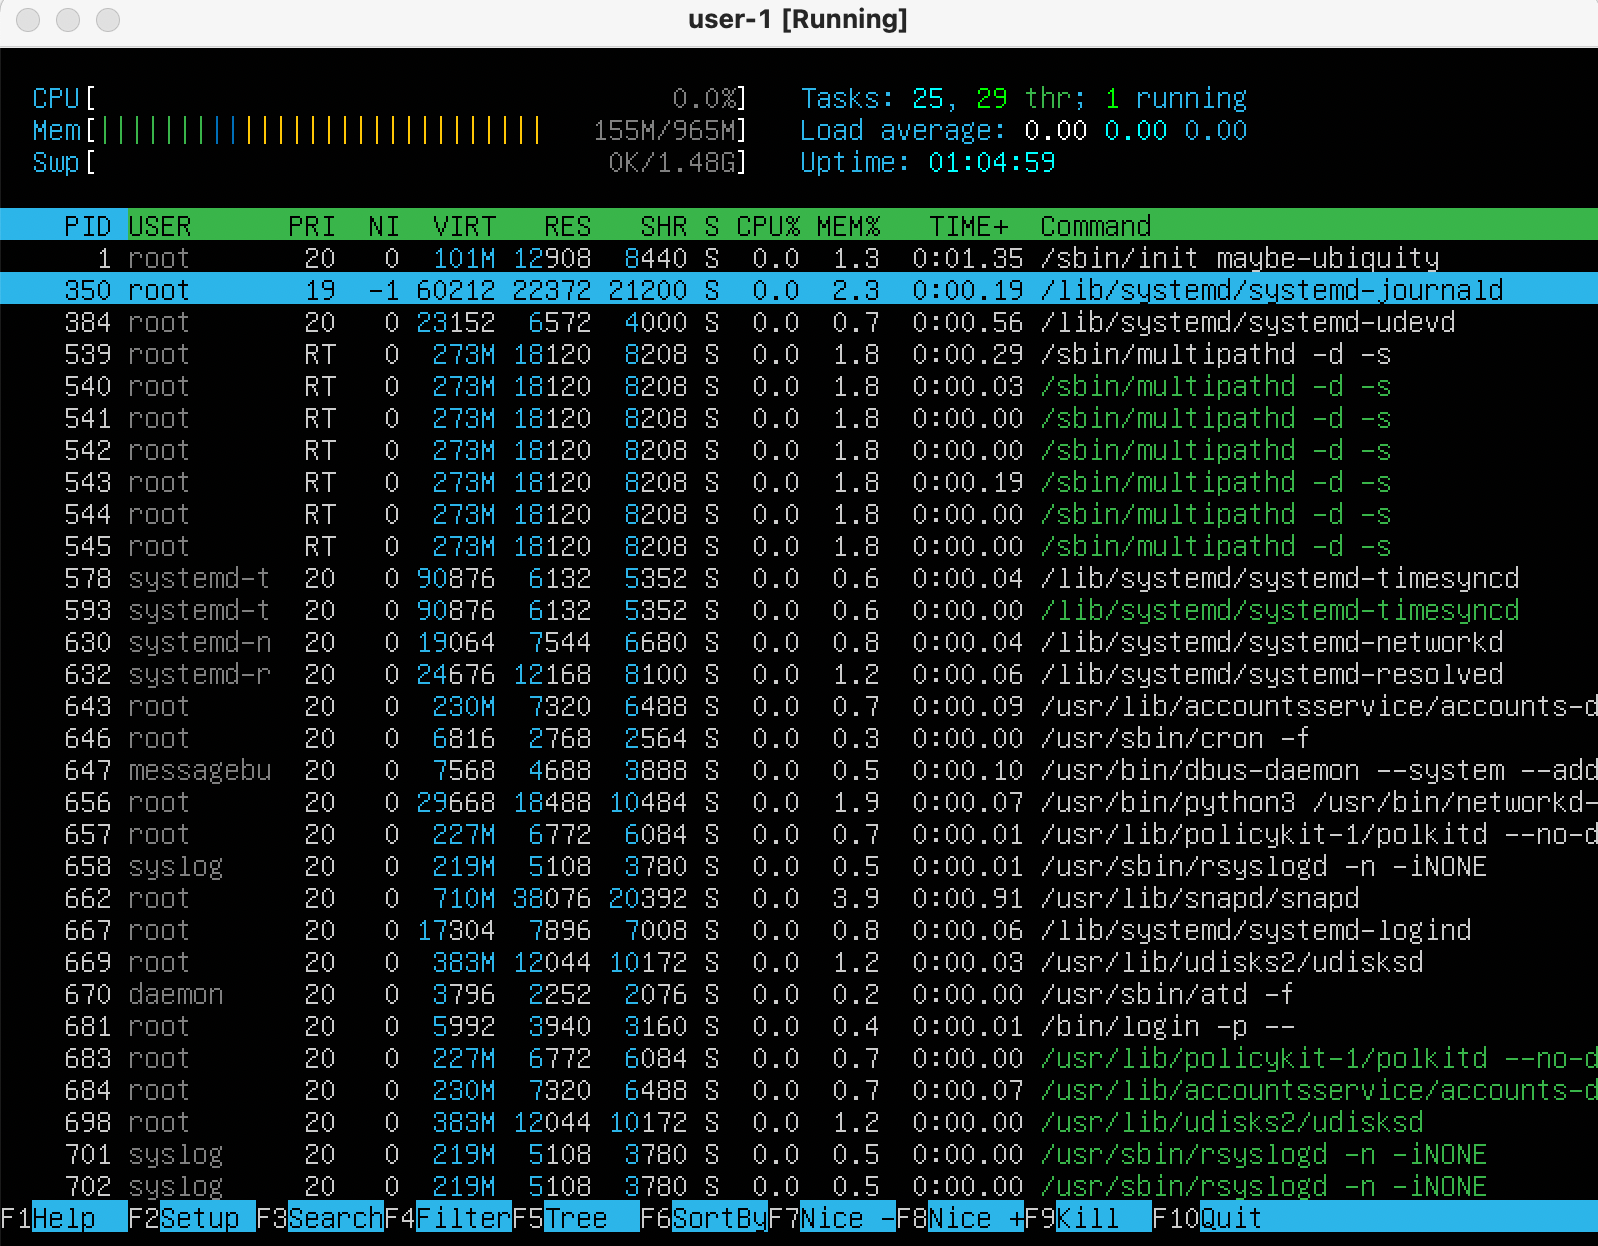 user-1 [Running]
CPU[ 0.0%] Tasks: 25, 29 thr; 1 running
Mem[|||||||||||||||||||||||||||| 155M/965M] Load average: 0.00 0.00 0.00
Swp[ 0K/1.48G] Uptime: 01:04:59
PID USER PRI NI VIRT RES SHR S CPU% MEM% TIME+ Command
1 root 20 0 101M 12908 8440 S 0.0 1.3 0:01.35 /sbin/init maybe-ubiquity
350 root 19 -1 60212 22372 21200 S 0.0 2.3 0:00.19 /lib/systemd/systemd-journald
384 root 20 0 23152 6572 4000 S 0.0 0.7 0:00.56 /lib/systemd/systemd-udevd
539 root RT 0 273M 18120 8208 S 0.0 1.8 0:00.29 /sbin/multipathd -d -s
540 root RT 0 273M 18120 8208 S 0.0 1.8 0:00.03 /sbin/multipathd -d -s
541 root RT 0 273M 18120 8208 S 0.0 1.8 0:00.00 /sbin/multipathd -d -s
542 root RT 0 273M 18120 8208 S 0.0 1.8 0:00.00 /sbin/multipathd -d -s
543 root RT 0 273M 18120 8208 S 0.0 1.8 0:00.19 /sbin/multipathd -d -s
544 root RT 0 273M 18120 8208 S 0.0 1.8 0:00.00 /sbin/multipathd -d -s
545 root RT 0 273M 18120 8208 S 0.0 1.8 0:00.00 /sbin/multipathd -d -s
578 systemd-t 20 0 90876 6132 5352 S 0.0 0.6 0:00.04 /lib/systemd/systemd-timesyncd
593 systemd-t 20 0 90876 6132 5352 S 0.0 0.6 0:00.00 /lib/systemd/systemd-timesyncd
630 systemd-n 20 0 19064 7544 6680 S 0.0 0.8 0:00.04 /lib/systemd/systemd-networkd
632 systemd-r 20 0 24676 12168 8100 S 0.0 1.2 0:00.06 /lib/systemd/systemd-resolved
643 root 20 0 230M 7320 6488 S 0.0 0.7 0:00.09 /usr/lib/accountsservice/accounts-d
646 root 20 0 6816 2768 2564 S 0.0 0.3 0:00.00 /usr/sbin/cron -f
647 messagebu 20 0 7568 4688 3888 S 0.0 0.5 0:00.10 /usr/bin/dbus-daemon --system --add
656 root 20 0 29668 18488 10484 S 0.0 1.9 0:00.07 /usr/bin/python3 /usr/bin/networkd-
657 root 20 0 227M 6772 6084 S 0.0 0.7 0:00.01 /usr/lib/policykit-1/polkitd --no-d
658 syslog 20 0 219M 5108 3780 S 0.0 0.5 0:00.01 /usr/sbin/rsyslogd -n -iNONE
662 root 20 0 710M 38076 20392 S 0.0 3.9 0:00.91 /usr/lib/snapd/snapd
667 root 20 0 17304 7896 7008 S 0.0 0.8 0:00.06 /lib/systemd/systemd-logind
669 root 20 0 383M 12044 10172 S 0.0 1.2 0:00.03 /usr/lib/udisks2/udisksd
670 daemon 20 0 3796 2252 2076 S 0.0 0.2 0:00.00 /usr/sbin/atd -f
681 root 20 0 5992 3940 3160 S 0.0 0.4 0:00.01 /bin/login -p --
683 root 20 0 227M 6772 6084 S 0.0 0.7 0:00.00 /usr/lib/policykit-1/polkitd --no-d
684 root 20 0 230M 7320 6488 S 0.0 0.7 0:00.07 /usr/lib/accountsservice/accounts-d
698 root 20 0 383M 12044 10172 S 0.0 1.2 0:00.00 /usr/lib/udisks2/udisksd
701 syslog 20 0 219M 5108 3780 S 0.0 0.5 0:00.00 /usr/sbin/rsyslogd -n -iNONE
702 syslog 20 0 219M 5108 3780 S 0.0 0.5 0:00.00 /usr/sbin/rsyslogd -n -iNONE
F1Help F2Setup F3SearchF4FilterF5Tree F6SortByF7Nice -F8Nice +F9Kill F10Quit